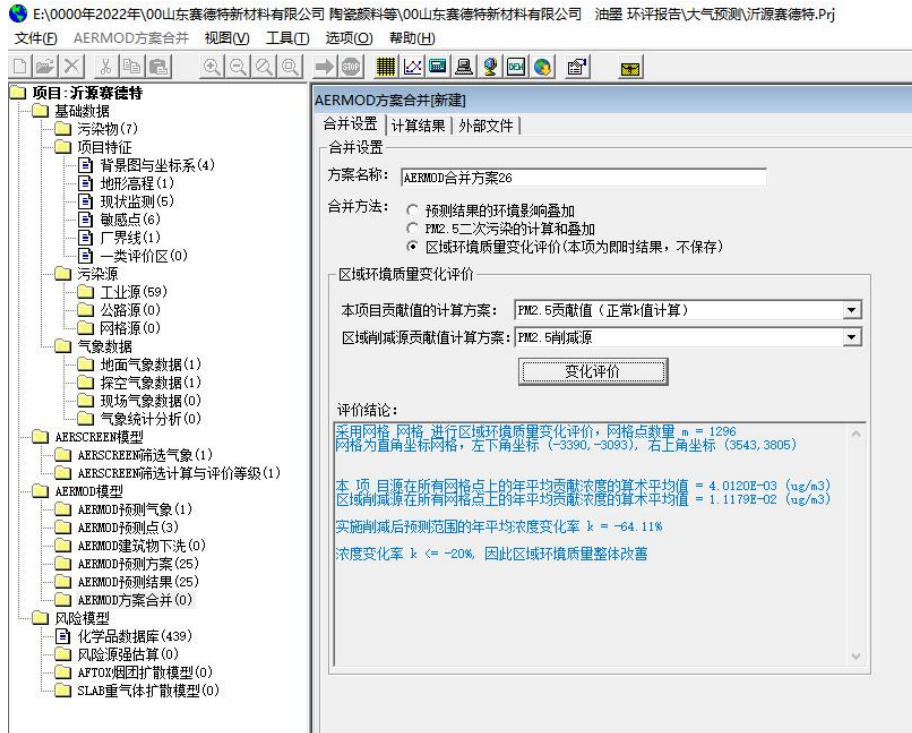 E:\0000年2022年\00山东赛德特新材料有限公司 陶瓷颜料等\00山东赛德特新材料有限公司 油墨 环评报告\大气预测\沂源赛德特.Prj
文件(F) AERMOD方案合并 视图(V) 工具(T) 选项(O) 帮助(H)
STOP
DEM
项目:沂源赛德特
基础数据
污染物(7)
项目特征
背景图与坐标系(4)
地形高程(1)
现状监测(5)
敏感点(6)
厂界线(1)
一类评价区(0)
污染源
工业源(59)
公路源(0)
网格源(0)
气象数据
地面气象数据(1)
探空气象数据(1)
现场气象数据(0)
气象统计分析(0)
AERSCREEN模型
AERSCREEN筛选气象(1)
AERSCREEN筛选计算与评价等级(1)
AERMOD模型
AERMOD预测气象(1)
AERMOD预测点(3)
AERMOD建筑物下洗(0)
AERMOD预测方案(25)
AERMOD预测结果(25)
AERMOD方案合并(0)
风险模型
化学品数据库(439)
风险源强估算(0)
AFTOX烟团扩散模型(0)
SLAB重气体扩散模型(0)
AERMOD方案合并[新建]
合并设置 计算结果 外部文件
合并设置
方案名称: AERMOD合并方案26
合并方法: 预测结果的环境影响叠加
PM2.5二次污染的计算和叠加
区域环境质量变化评价(本项为即时结果，不保存)
区域环境质量变化评价
本项目贡献值的计算方案: PM2.5贡献值（正常k值计算）
区域削减源贡献值计算方案: PM2.5削减源
变化评价
评价结论:
采用网格 网格 进行区域环境质量变化评价，网格点数量 m = 1296
网格为直角坐标网格，左下角坐标 (-3390,-3093), 右上角坐标 (3543,3805)
本 项 目源在所有网格点上的年平均贡献浓度的算术平均值 = 4.0120E-03 (ug/m3)
区域削减源在所有网格点上的年平均贡献浓度的算术平均值 = 1.1179E-02 (ug/m3)
实施削减后预测范围的年平均浓度变化率 k = -64.11%
浓度变化率 k <= -20%, 因此区域环境质量整体改善